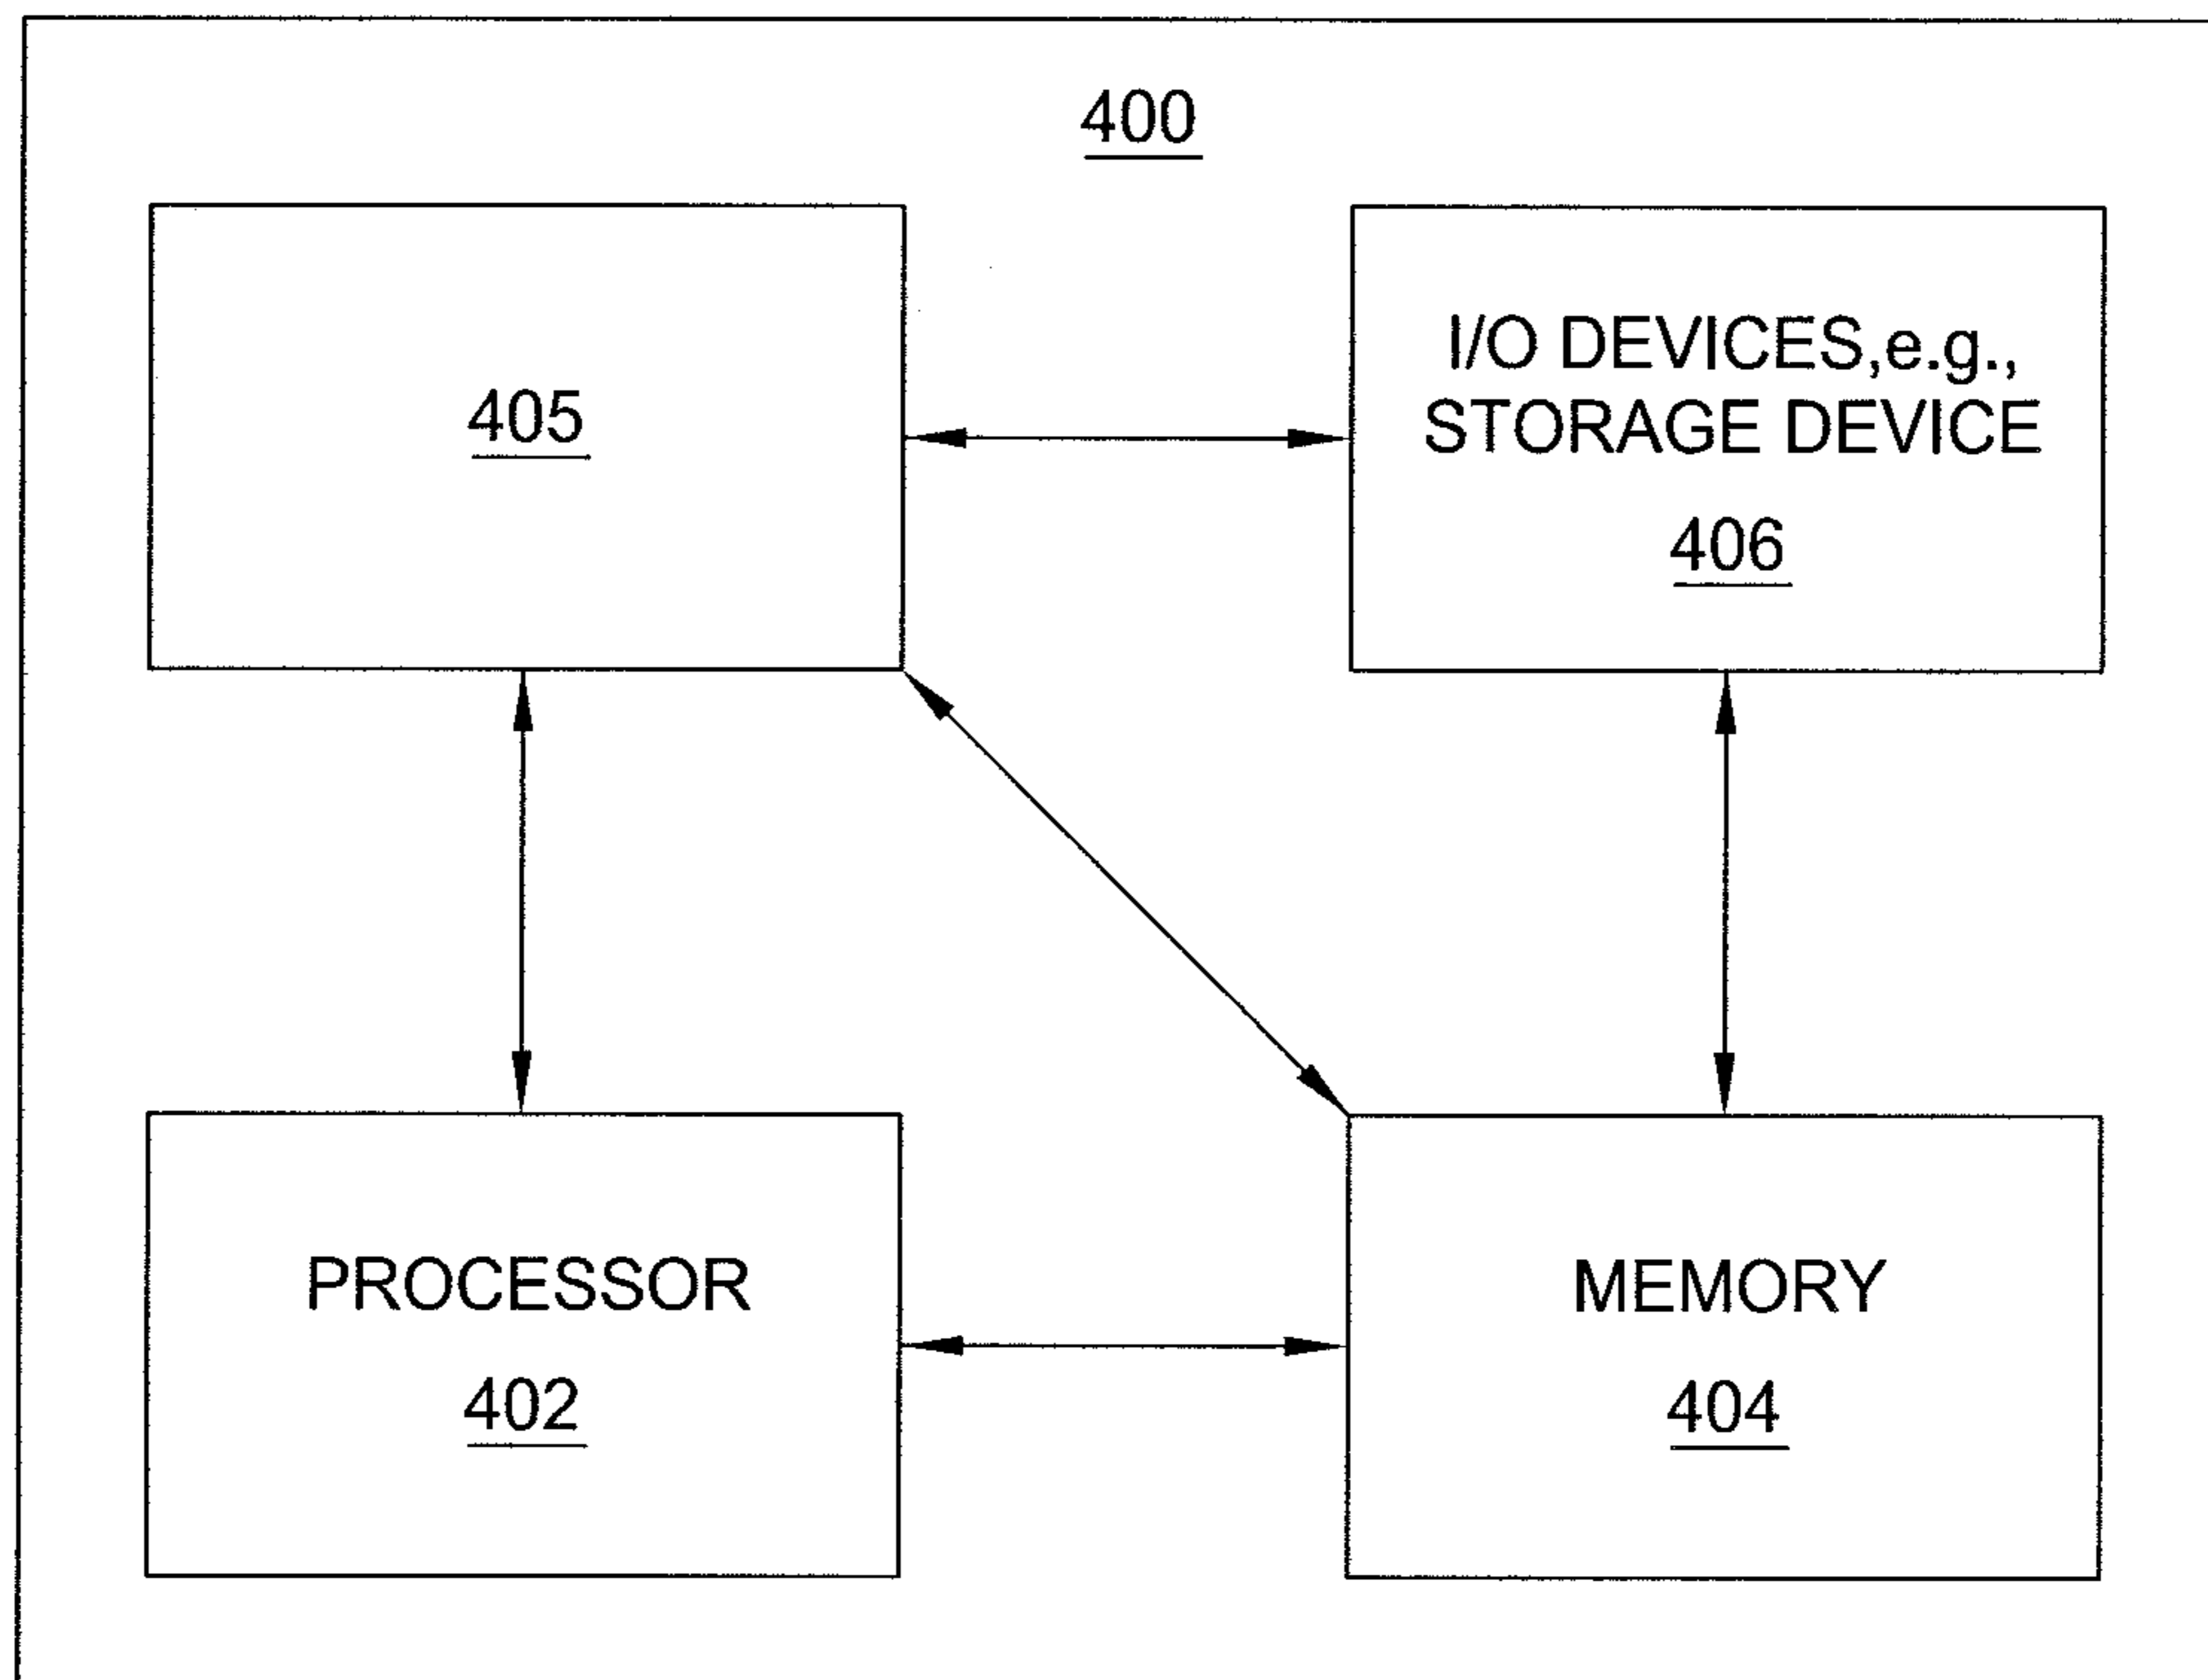 400
405
I/O DEVICES,e.g.,
STORAGE DEVICE
406
PROCESSOR
402
MEMORY
404